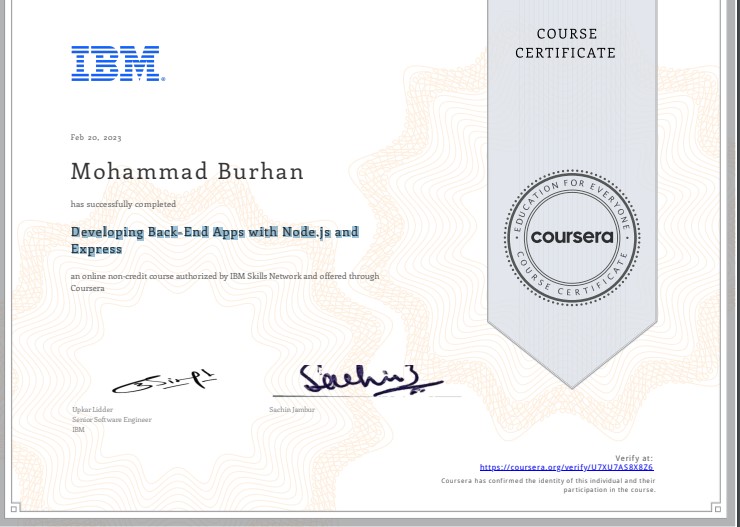 IBM
COURSE
CERTIFICATE
Feb 20, 2023
Mohammad Burhan
has successfully completed
Developing Back-End Apps with Node.js and
Express
an online non-credit course authorized by IBM Skills Network and offered through
Coursera
EDUCATION FOR EVERYONE
coursera
COURSE CERTIFICATE
Sachin J
Upkar Lidder
Senior Software Engineer
IBM
Sachin Jambur
Verify at:
https://coursera.org/verify/U7XU7AS8X8Z6
Coursera has confirmed the identity of this individual and their
participation in the course.